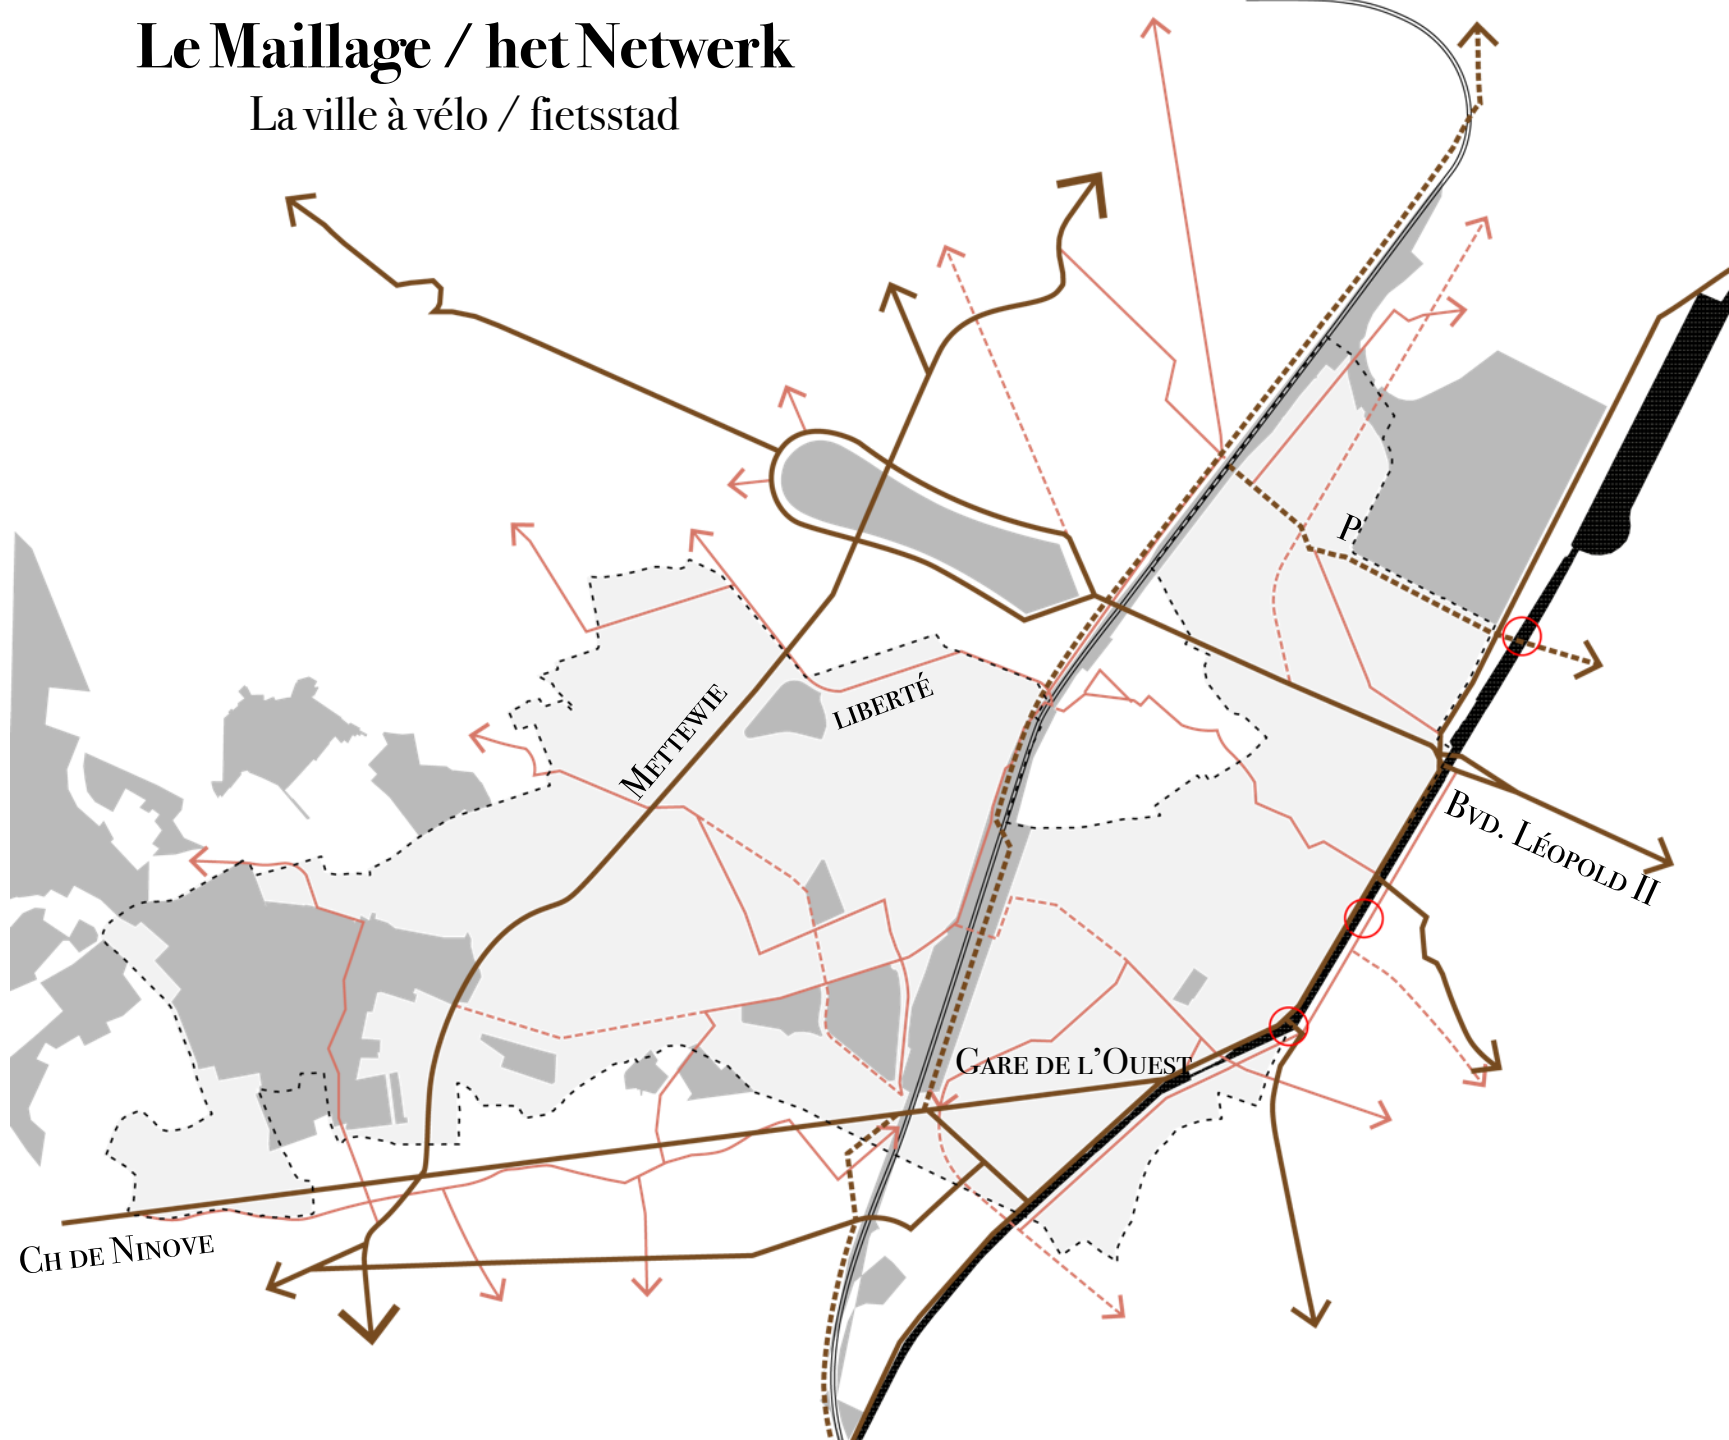 Le Maillage / het Netwerk
La ville à vélo / fietsstad
P
Mettewie
Liberté
Bvd. Léopold II
Gare de l'Ouest
Ch de Ninove